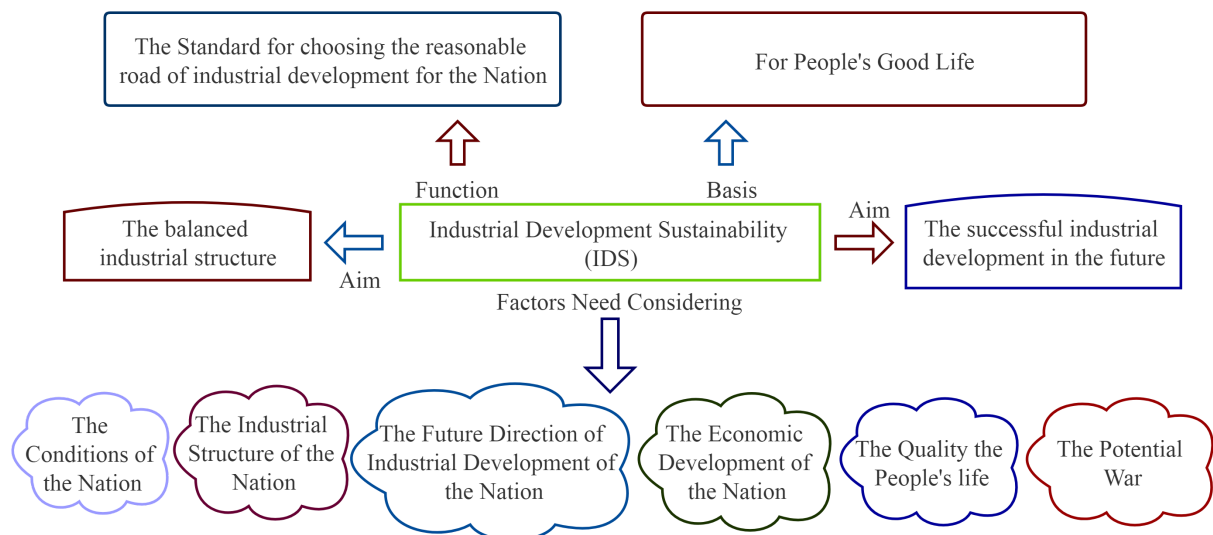 The Standard for choosing the reasonable
road of industrial development for the Nation
For People's Good Life
Function
Basis
The balanced
industrial structure
Aim
Industrial Development Sustainability
(IDS)
Aim
The successful industrial
development in the future
Factors Need Considering
The
Conditions of
the Nation
The Industrial
Structure of the
Nation
The Future Direction of
Industrial Development of
the Nation
The Economic
Development of
the Nation
The Quality the
People's life
The Potential
War